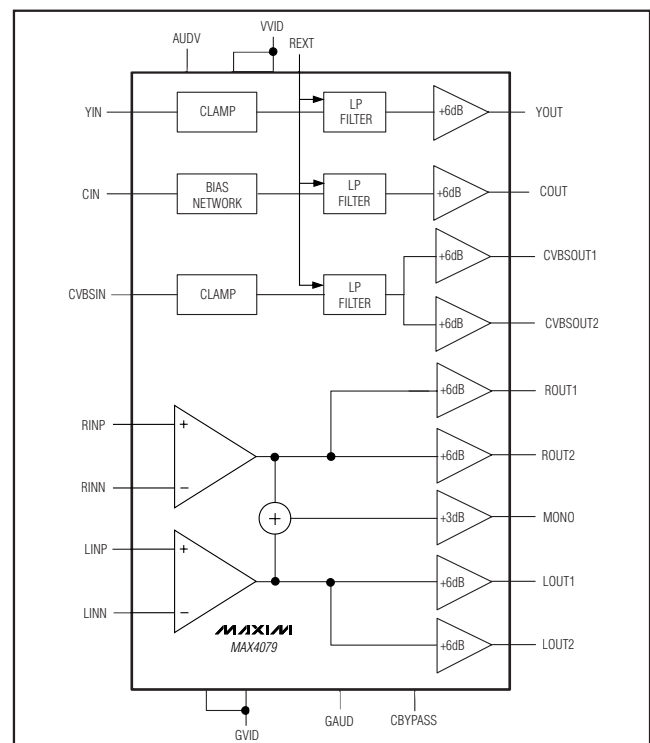 AUDV
VVID
REXT
YIN
CLAMP
LP
FILTER
+6dB
YOUT
CIN
BIAS
NETWORK
LP
FILTER
+6dB
COUT
CVBSIN
CLAMP
LP
FILTER
+6dB
CVBSOUT1
+6dB
CVBSOUT2
RINP
+
RINN
−
+
+6dB
ROUT1
+6dB
ROUT2
+3dB
MONO
LINP
+
LINN
−
+6dB
LOUT1
+6dB
LOUT2
MAXIM
MAX4079
GVID
GAUD
CBYPASS